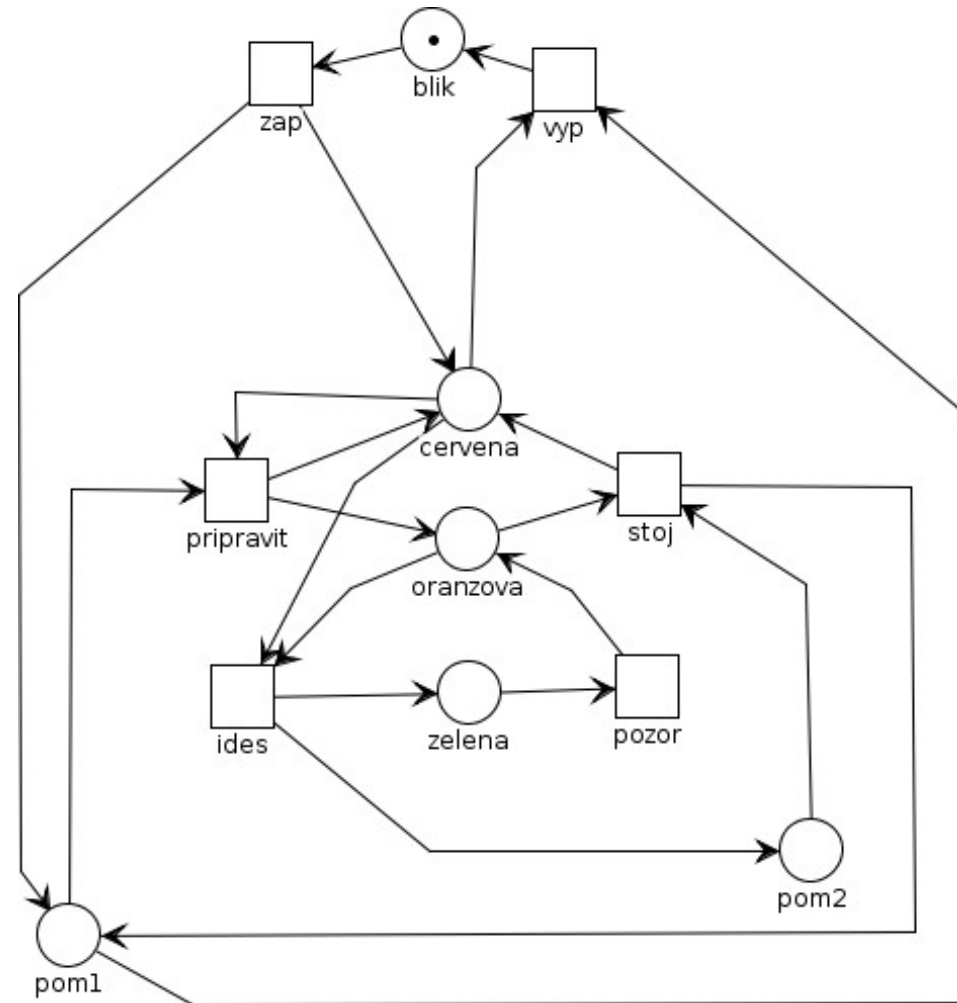 blik
zap
vyp
cervena
pripravit
stoj
oranzova
ides
zelena
pozor
pom2
pom1